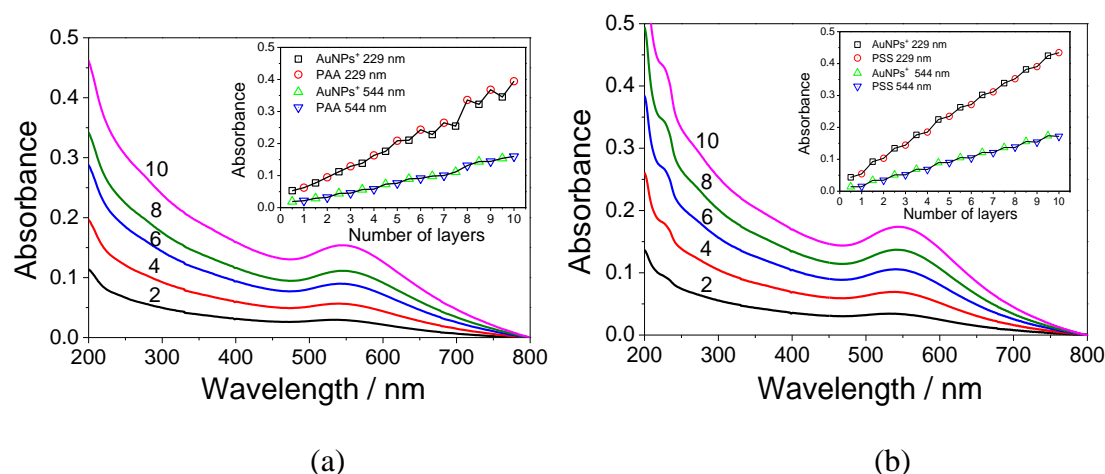 0.5
0.4
0.3
0.2
0.1
0.0
Absorbance
200 300 400 500 600 700 800
Wavelength / nm
10
8
6
4
2
0.5
0.4
0.3
0.2
0.1
0.0
Absorbance
0 1 2 3 4 5 6 7 8 9 10
Number of layers
AuNPs⁺ 229 nm
PAA 229 nm
AuNPs⁺ 544 nm
PAA 544 nm
(a)
0.5
0.4
0.3
0.2
0.1
0.0
Absorbance
200 300 400 500 600 700 800
Wavelength / nm
10
8
6
4
2
0.5
0.4
0.3
0.2
0.1
0.0
Absorbance
0 1 2 3 4 5 6 7 8 9 10
Number of layers
AuNPs⁺ 229 nm
PSS 229 nm
AuNPs⁺ 544 nm
PSS 544 nm
(b)